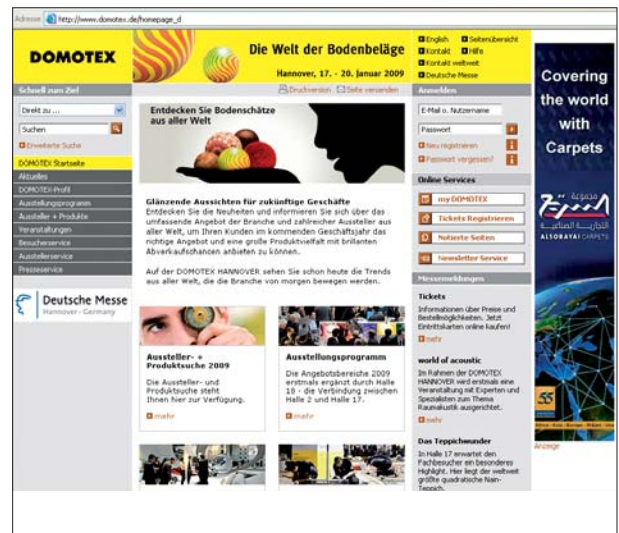 Adresse http://www.domotex.de/homepage_d
DOMOTEX
Die Welt der Bodenbeläge
Hannover, 17. - 20. Januar 2009
English Seitenübersicht
Kontakt Hilfe
Kontakt weltweit
Deutsche Messe
Schnell zum Ziel
Direkt zu ...
Suchen
Erweiterte Suche
DOMOTEX Startseite
Aktuelles
DOMOTEX-Profil
Ausstellungsprogramm
Aussteller + Produkte
Veranstaltungen
Besucherservice
Ausstellerservice
Presseservice
Deutsche Messe
Hannover - Germany
Druckversion Seite versenden
Entdecken Sie Bodenschätze
aus aller Welt
Glänzende Aussichten für zukünftige Geschäfte
Entdecken Sie die Neuheiten und informieren Sie sich über das
umfassende Angebot der Branche und zahlreicher Aussteller aus
aller Welt, um Ihren Kunden im kommenden Geschäftsjahr das
richtige Angebot und eine große Produktvielfalt mit brillanten
Abverkaufschancen anbieten zu können.
Auf der DOMOTEX HANNOVER sehen Sie schon heute die Trends
aus aller Welt, die die Branche von morgen bewegen werden.
Aussteller- +
Produktsuche 2009
Die Aussteller- und
Produktsuche steht
Ihnen hier zur Verfügung.
mehr
Ausstellungsprogramm
Die Angebotsbereiche 2009
erstmals ergänzt durch Halle
18 - die Verbindung zwischen
Halle 2 und Halle 17.
mehr
Anmelden
E-Mail o. Nutzername
Passwort
Neu registrieren
Passwort vergessen?
Online Services
my DOMOTEX
Tickets Registrieren
Notierte Seiten
Newsletter Service
Messemeldungen
Tickets
Informationen über Preise und
Bestellmöglichkeiten. Jetzt
Eintrittskarten online kaufen!
mehr
world of acoustic
Im Rahmen der DOMOTEX
HANNOVER wird erstmals eine
Veranstaltung mit Experten und
Spezialisten zum Thema
Raumakustik ausgerichtet.
mehr
Das Teppichwunder
In Halle 17 erwartet den
Fachbesucher ein besonderes
Highlight. Hier liegt der weltweit
größte quadratische Nain-
Teppich.
Covering
the world
with
Carpets
مجموعة
السريع
التجارية الصناعية
ALSORAYAI CARPETS
55
Anzeige